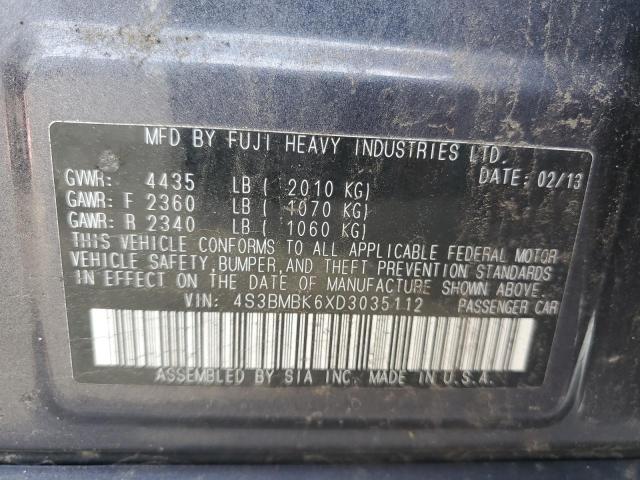 MFD BY FUJI HEAVY INDUSTRIES LTD.
GVWR: 4435 LB ( 2010 KG) DATE: 02/13
GAWR: F 2360 LB ( 1070 KG)
GAWR: R 2340 LB ( 1060 KG)
THIS VEHICLE CONFORMS TO ALL APPLICABLE FEDERAL MOTOR
VEHICLE SAFETY, BUMPER, AND THEFT PREVENTION STANDARDS
IN EFFECT ON THE DATE OF MANUFACTURE SHOWN ABOVE.
VIN: 4S3BMBK6XD3035112 PASSENGER CAR
ASSEMBLED BY SIA INC. MADE IN U.S.A.